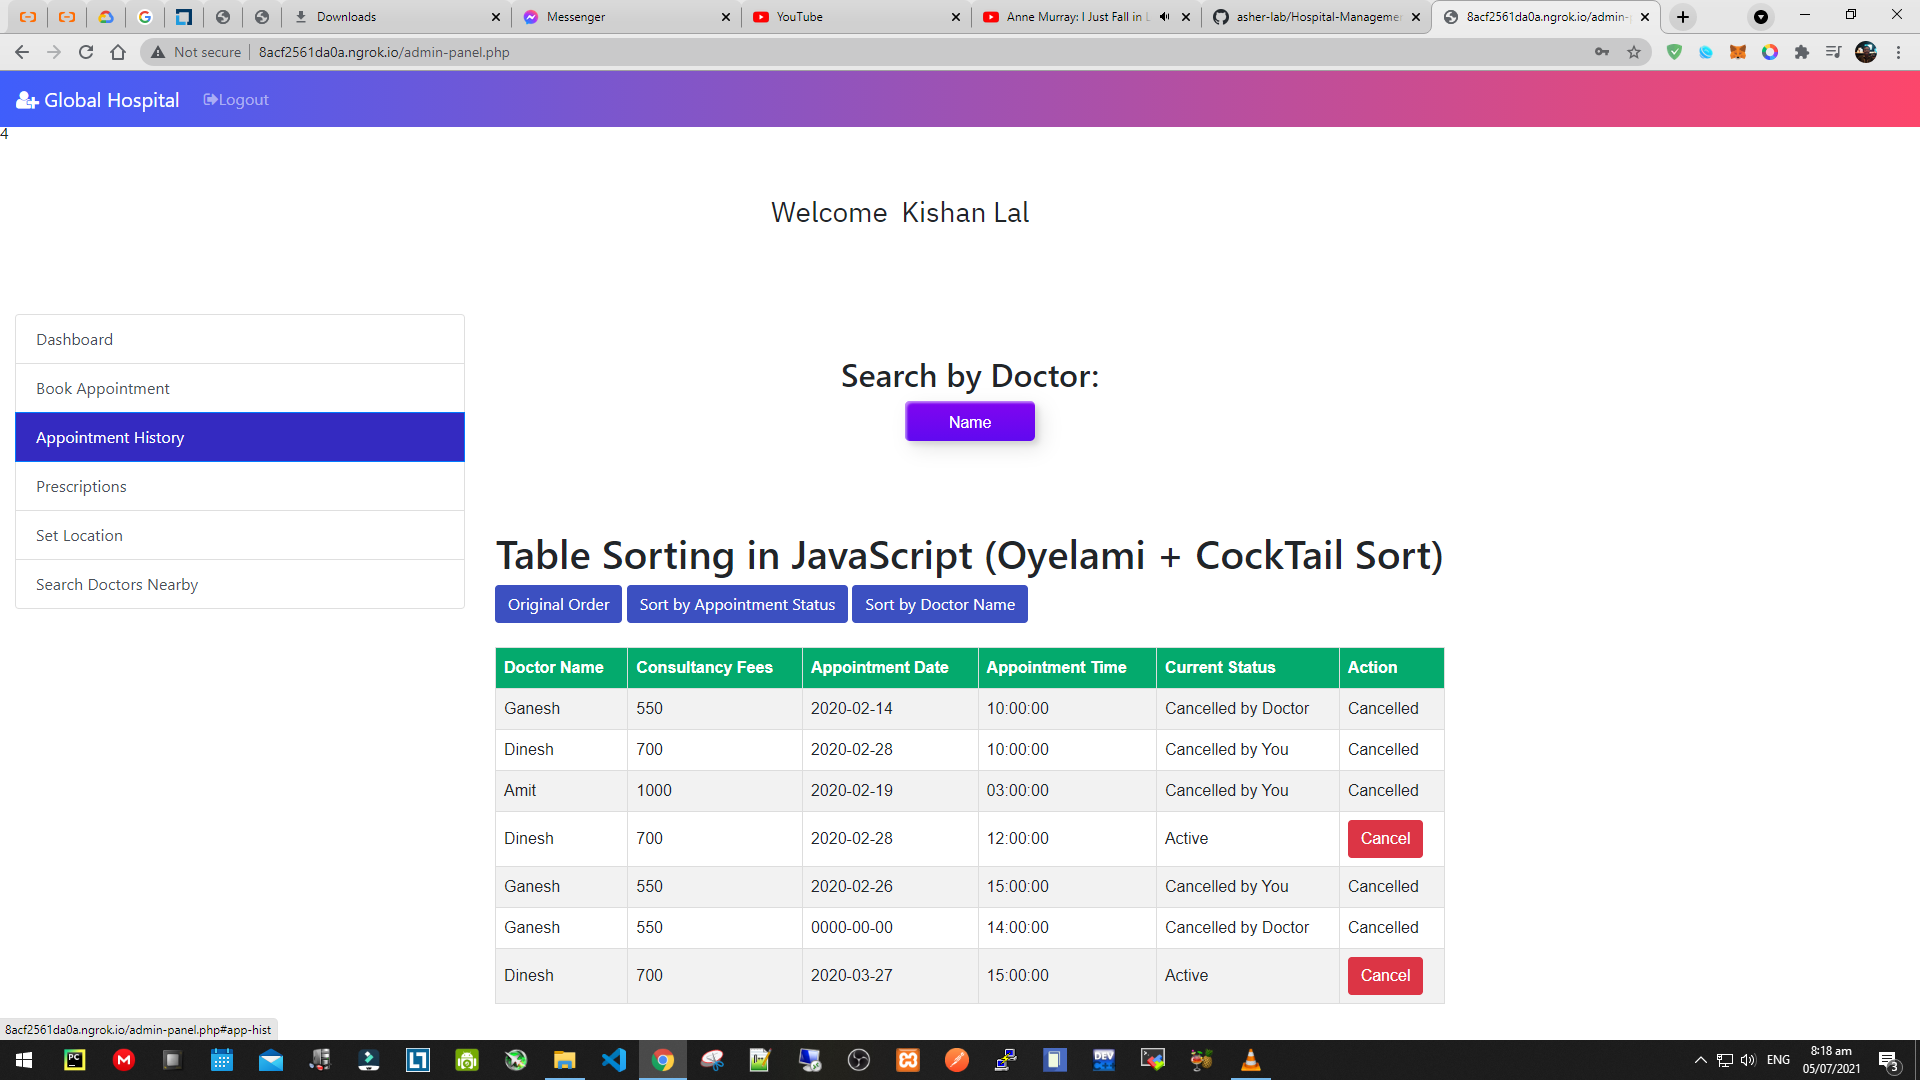 Downloads
Messenger
YouTube
Anne Murray: I Just Fall in L
asher-lab/Hospital-Managemen
8acf2561da0a.ngrok.io/admin-p
Not secure
8acf2561da0a.ngrok.io/admin-panel.php
Global Hospital
Logout
4
Welcome  Kishan Lal
Dashboard
Book Appointment
Appointment History
Prescriptions
Set Location
Search Doctors Nearby
Search by Doctor:
Name
Table Sorting in JavaScript (Oyelami + CockTail Sort)
Original Order Sort by Appointment Status Sort by Doctor Name
Doctor Name Consultancy Fees Appointment Date Appointment Time Current Status Action
Ganesh 550 2020-02-14 10:00:00 Cancelled by Doctor Cancelled
Dinesh 700 2020-02-28 10:00:00 Cancelled by You Cancelled
Amit 1000 2020-02-19 03:00:00 Cancelled by You Cancelled
Dinesh 700 2020-02-28 12:00:00 Active Cancel
Ganesh 550 2020-02-26 15:00:00 Cancelled by You Cancelled
Ganesh 550 0000-00-00 14:00:00 Cancelled by Doctor Cancelled
Dinesh 700 2020-03-27 15:00:00 Active Cancel
8acf2561da0a.ngrok.io/admin-panel.php#app-hist
ENG
8:18 am
05/07/2021
3